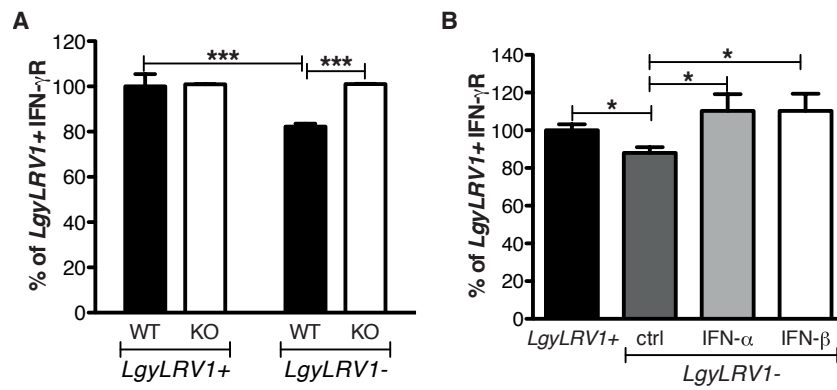 A
% of LgyLRV1+ IFN-γR
120
100
80
60
40
20
0
***
***
WT
KO
WT
KO
LgyLRV1+
LgyLRV1-
B
% of LgyLRV1+ IFN-γR
140
120
100
80
60
40
20
0
*
*
*
LgyLRV1+
ctrl
IFN-α
IFN-β
LgyLRV1-